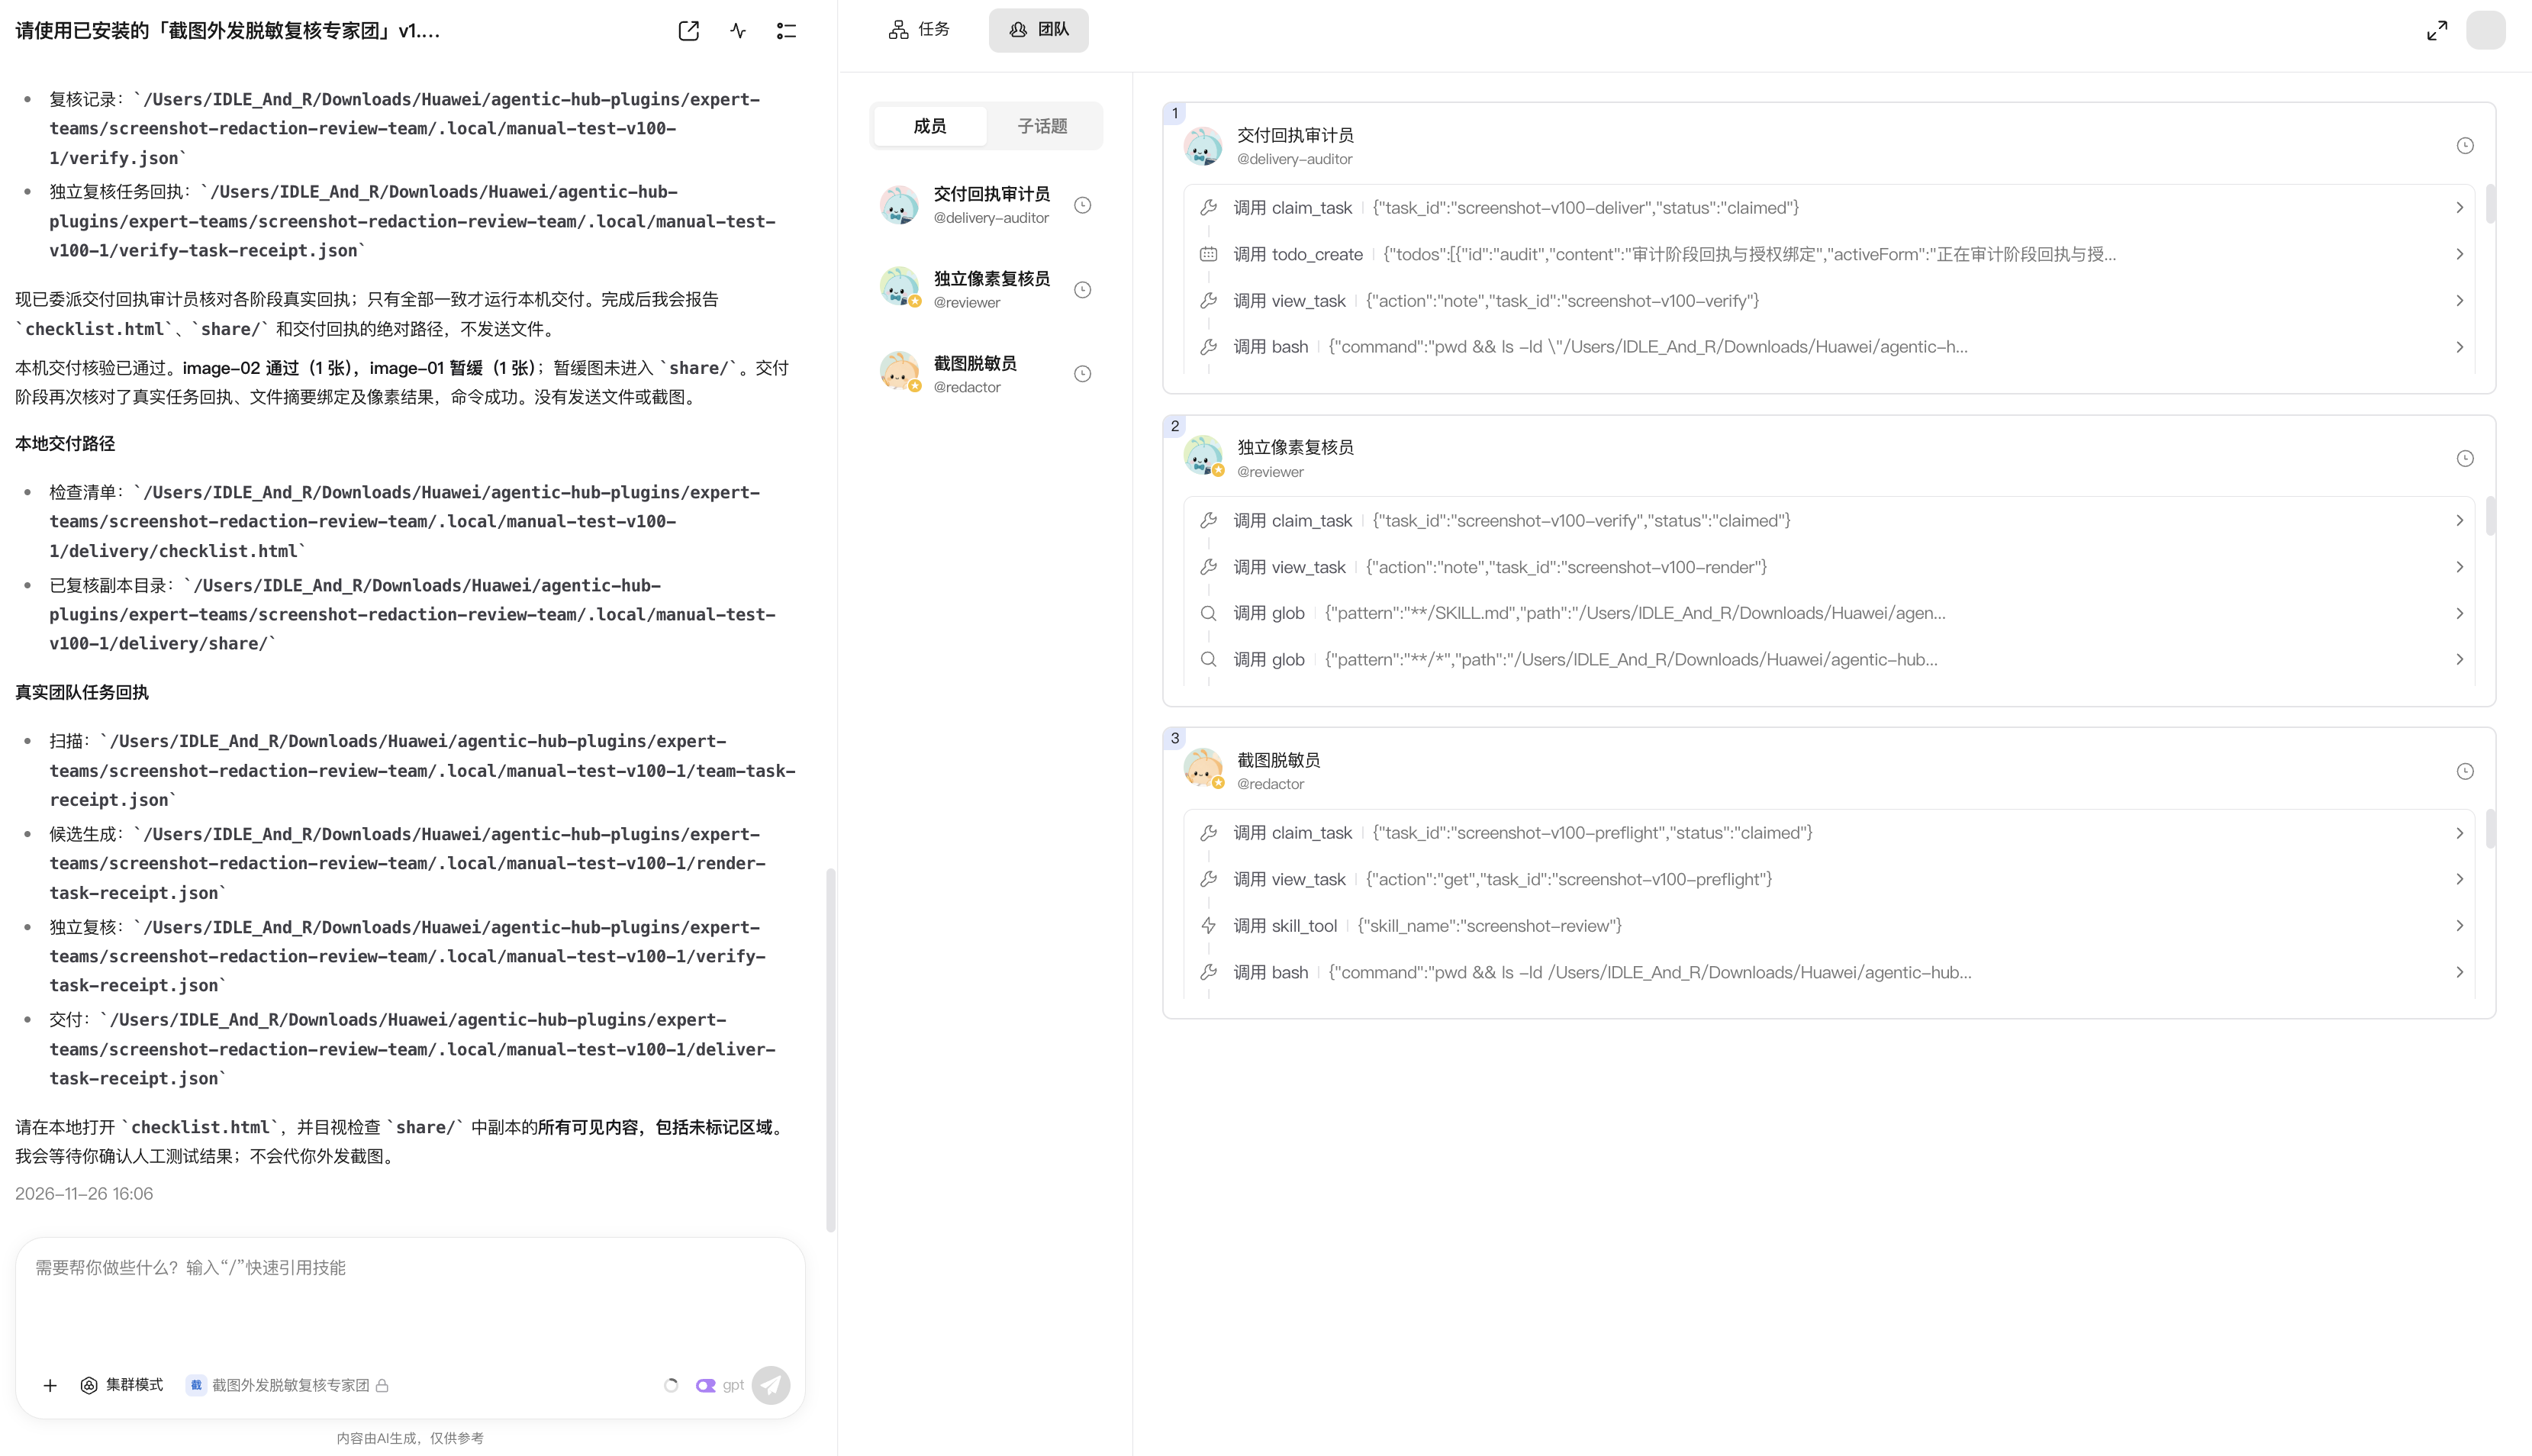 请使用已安装的「截图外发脱敏复核专家团」v1....
复核记录：`/Users/IDLE_And_R/Downloads/Huawei/agentic-hub-plugins/expert-
teams/screenshot-redaction-review-team/.local/manual-test-v100-
1/verify.json`
独立复核任务回执：`/Users/IDLE_And_R/Downloads/Huawei/agentic-hub-
plugins/expert-teams/screenshot-redaction-review-team/.local/manual-test-
v100-1/verify-task-receipt.json`
现已委派交付回执审计员核对各阶段真实回执；只有全部一致才运行本机交付。完成后我会报告
`checklist.html`、`share/` 和交付回执的绝对路径，不发送文件。
本机交付核验已通过。image-02 通过（1 张），image-01 暂缓（1 张）；暂缓图未进入 `share/`。交付
阶段再次核对了真实任务回执、文件摘要绑定及像素结果，命令成功。没有发送文件或截图。
本地交付路径
检查清单：`/Users/IDLE_And_R/Downloads/Huawei/agentic-hub-plugins/expert-
teams/screenshot-redaction-review-team/.local/manual-test-v100-
1/delivery/checklist.html`
已复核副本目录：`/Users/IDLE_And_R/Downloads/Huawei/agentic-hub-
plugins/expert-teams/screenshot-redaction-review-team/.local/manual-test-
v100-1/delivery/share/`
真实团队任务回执
扫描：`/Users/IDLE_And_R/Downloads/Huawei/agentic-hub-plugins/expert-
teams/screenshot-redaction-review-team/.local/manual-test-v100-1/team-task-
receipt.json`
候选生成：`/Users/IDLE_And_R/Downloads/Huawei/agentic-hub-plugins/expert-
teams/screenshot-redaction-review-team/.local/manual-test-v100-1/render-
task-receipt.json`
独立复核：`/Users/IDLE_And_R/Downloads/Huawei/agentic-hub-plugins/expert-
teams/screenshot-redaction-review-team/.local/manual-test-v100-1/verify-
task-receipt.json`
交付：`/Users/IDLE_And_R/Downloads/Huawei/agentic-hub-plugins/expert-
teams/screenshot-redaction-review-team/.local/manual-test-v100-1/deliver-
task-receipt.json`
请在本地打开 `checklist.html`，并目视检查 `share/` 中副本的所有可见内容，包括未标记区域。
我会等待你确认人工测试结果；不会代你外发截图。
2026-11-26 16:06
需要帮你做些什么？输入“/”快速引用技能
集群模式
截 截图外发脱敏复核专家团
gpt
内容由AI生成，仅供参考
任务
团队
成员
子话题
交付回执审计员
@delivery-auditor
独立像素复核员
@reviewer
截图脱敏员
@redactor
1
交付回执审计员
@delivery-auditor
调用 claim_task {"task_id":"screenshot-v100-deliver","status":"claimed"}
调用 todo_create {"todos":[{"id":"audit","content":"审计阶段回执与授权绑定","activeForm":"正在审计阶段回执与授...
调用 view_task {"action":"note","task_id":"screenshot-v100-verify"}
调用 bash {"command":"pwd && ls -ld \"/Users/IDLE_And_R/Downloads/Huawei/agentic-h...
2
独立像素复核员
@reviewer
调用 claim_task {"task_id":"screenshot-v100-verify","status":"claimed"}
调用 view_task {"action":"note","task_id":"screenshot-v100-render"}
调用 glob {"pattern":"**/SKILL.md","path":"/Users/IDLE_And_R/Downloads/Huawei/agen...
调用 glob {"pattern":"**/*","path":"/Users/IDLE_And_R/Downloads/Huawei/agentic-hub...
3
截图脱敏员
@redactor
调用 claim_task {"task_id":"screenshot-v100-preflight","status":"claimed"}
调用 view_task {"action":"get","task_id":"screenshot-v100-preflight"}
调用 skill_tool {"skill_name":"screenshot-review"}
调用 bash {"command":"pwd && ls -ld /Users/IDLE_And_R/Downloads/Huawei/agentic-hub...